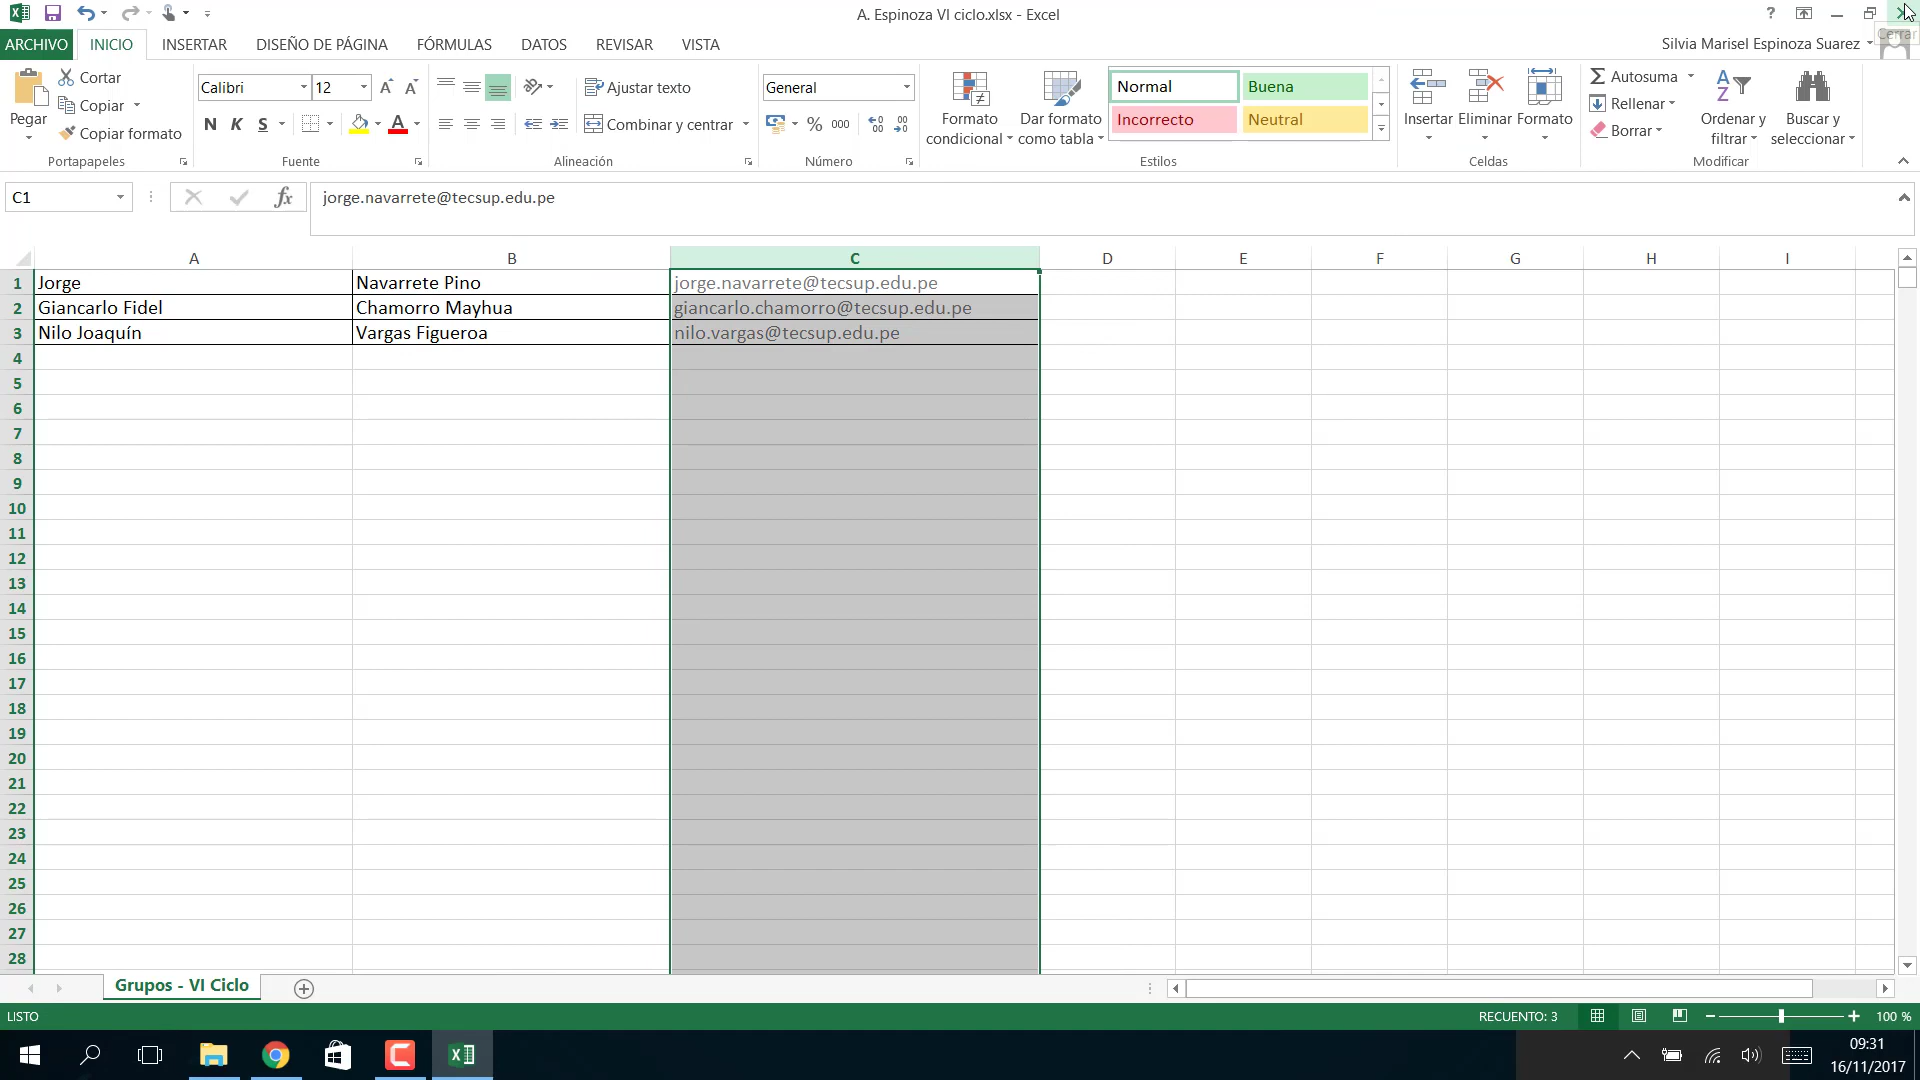 A. Espinoza VI ciclo.xlsx - Excel
?
ARCHIVO INICIO INSERTAR DISEÑO DE PÁGINA FÓRMULAS DATOS REVISAR VISTA
Silvia Marisel Espinoza Suarez
Cerrar
Pegar
Cortar
Copiar
Copiar formato
Portapapeles
Calibri 12
N K S
Fuente
Ajustar texto
Combinar y centrar
Alineación
General
% 000
Número
Formato condicional
Dar formato como tabla
Normal Buena
Incorrecto Neutral
Estilos
Insertar Eliminar Formato
Celdas
Autosuma
Rellenar
Borrar
Ordenar y filtrar
Buscar y seleccionar
Modificar
C1 fx jorge.navarrete@tecsup.edu.pe
A B C D E F G H I
1 Jorge Navarrete Pino jorge.navarrete@tecsup.edu.pe
2 Giancarlo Fidel Chamorro Mayhua giancarlo.chamorro@tecsup.edu.pe
3 Nilo Joaquín Vargas Figueroa nilo.vargas@tecsup.edu.pe
4
5
6
7
8
9
10
11
12
13
14
15
16
17
18
19
20
21
22
23
24
25
26
27
28
Grupos - VI Ciclo
LISTO RECUENTO: 3 100 %
09:31
16/11/2017